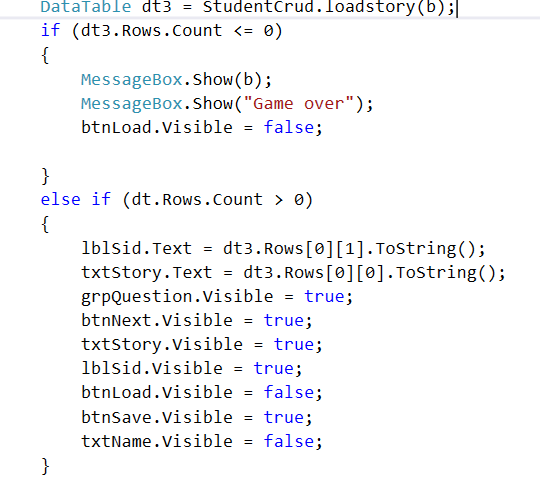 DataTable dt3 = StudentCrud.loadstory(b);
if (dt3.Rows.Count <= 0)
{
MessageBox.Show(b);
MessageBox.Show("Game over");
btnLoad.Visible = false;
}
else if (dt.Rows.Count > 0)
{
lblSid.Text = dt3.Rows[0][1].ToString();
txtStory.Text = dt3.Rows[0][0].ToString();
grpQuestion.Visible = true;
btnNext.Visible = true;
txtStory.Visible = true;
lblSid.Visible = true;
btnLoad.Visible = false;
btnSave.Visible = true;
txtName.Visible = false;
}